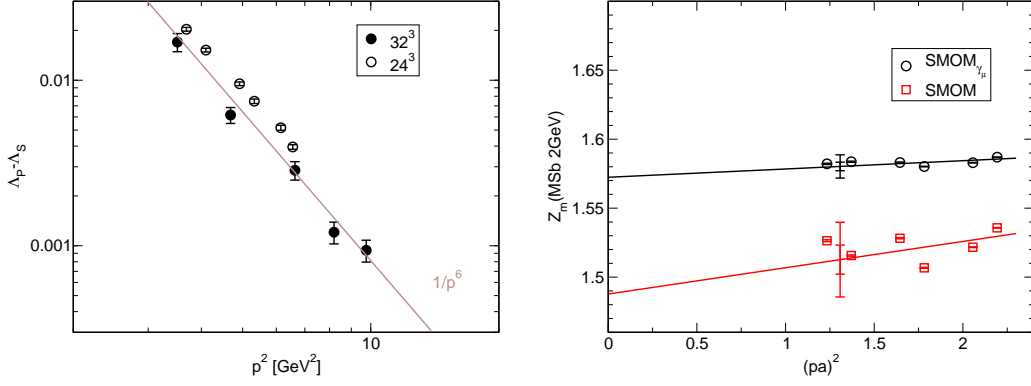 0.01
0.001
Λ_P-Λ_S
32^3
24^3
1/p^6
10
p^2 [GeV^2]
1.65
1.6
1.55
1.5
Z_m(MSb 2GeV)
SMOM_γ_μ
SMOM
0
0.5
1
1.5
2
(pa)^2